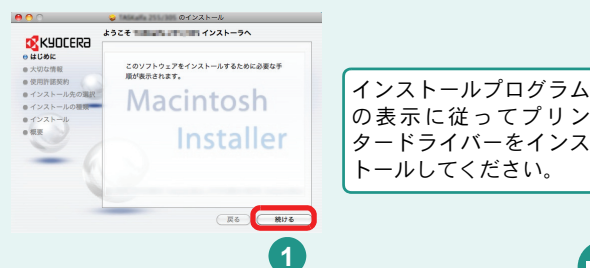 のインストール
ようこそ インストーラへ
KYOCERA
はじめに
大切な情報
使用許諾契約
インストール先の選択
インストールの種類
インストール
概要
このソフトウェアをインストールするために必要な手
順が表示されます。
Macintosh
Installer
戻る
続ける
1
インストールプログラム
の表示に従ってプリン
タードライバーをインス
トールしてください。